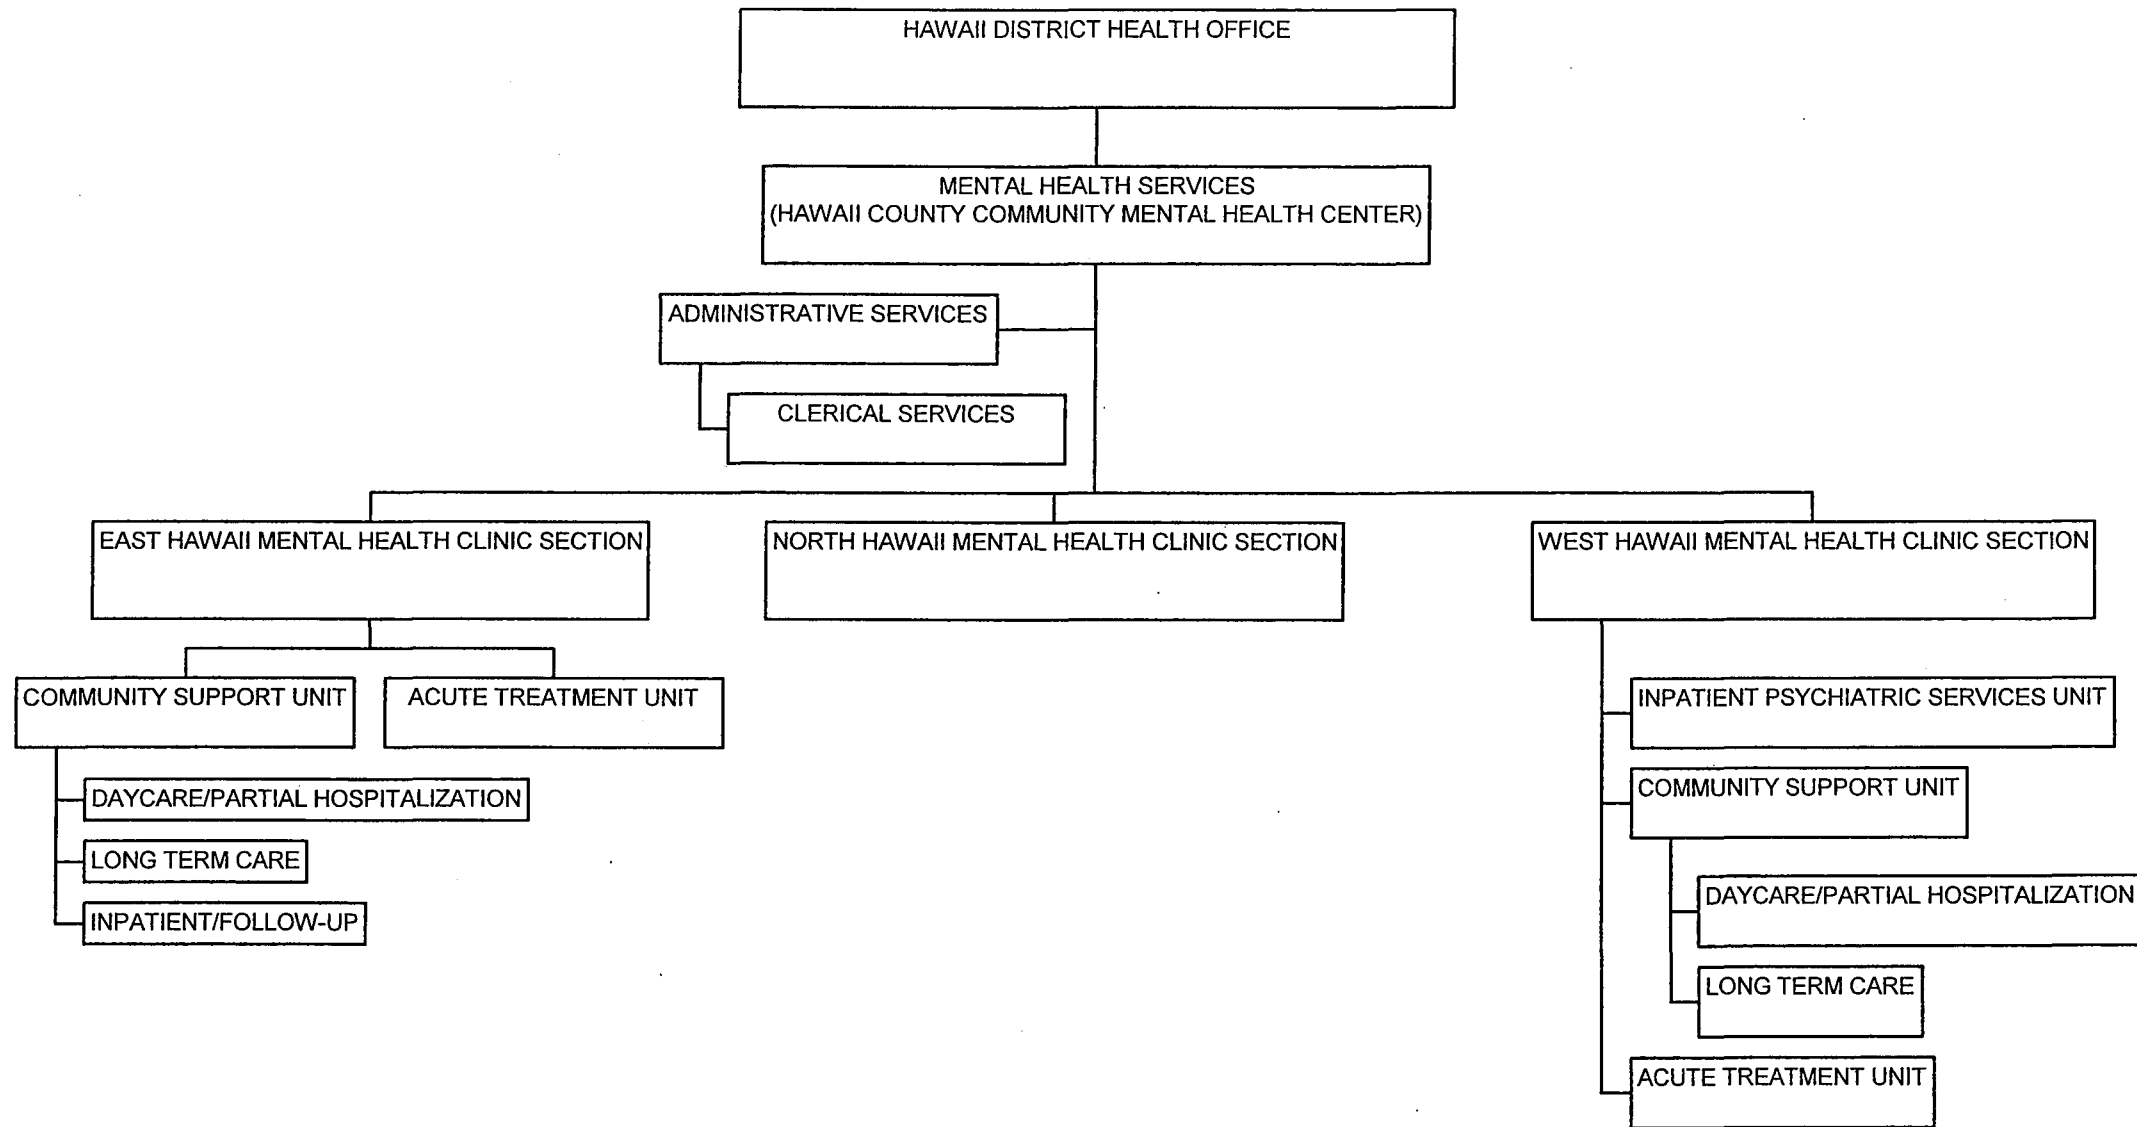 HAWAII DISTRICT HEALTH OFFICE
MENTAL HEALTH SERVICES
(HAWAII COUNTY COMMUNITY MENTAL HEALTH CENTER)
ADMINISTRATIVE SERVICES
CLERICAL SERVICES
EAST HAWAII MENTAL HEALTH CLINIC SECTION
NORTH HAWAII MENTAL HEALTH CLINIC SECTION
WEST HAWAII MENTAL HEALTH CLINIC SECTION
COMMUNITY SUPPORT UNIT
ACUTE TREATMENT UNIT
DAYCARE/PARTIAL HOSPITALIZATION
LONG TERM CARE
INPATIENT/FOLLOW-UP
INPATIENT PSYCHIATRIC SERVICES UNIT
COMMUNITY SUPPORT UNIT
DAYCARE/PARTIAL HOSPITALIZATION
LONG TERM CARE
ACUTE TREATMENT UNIT